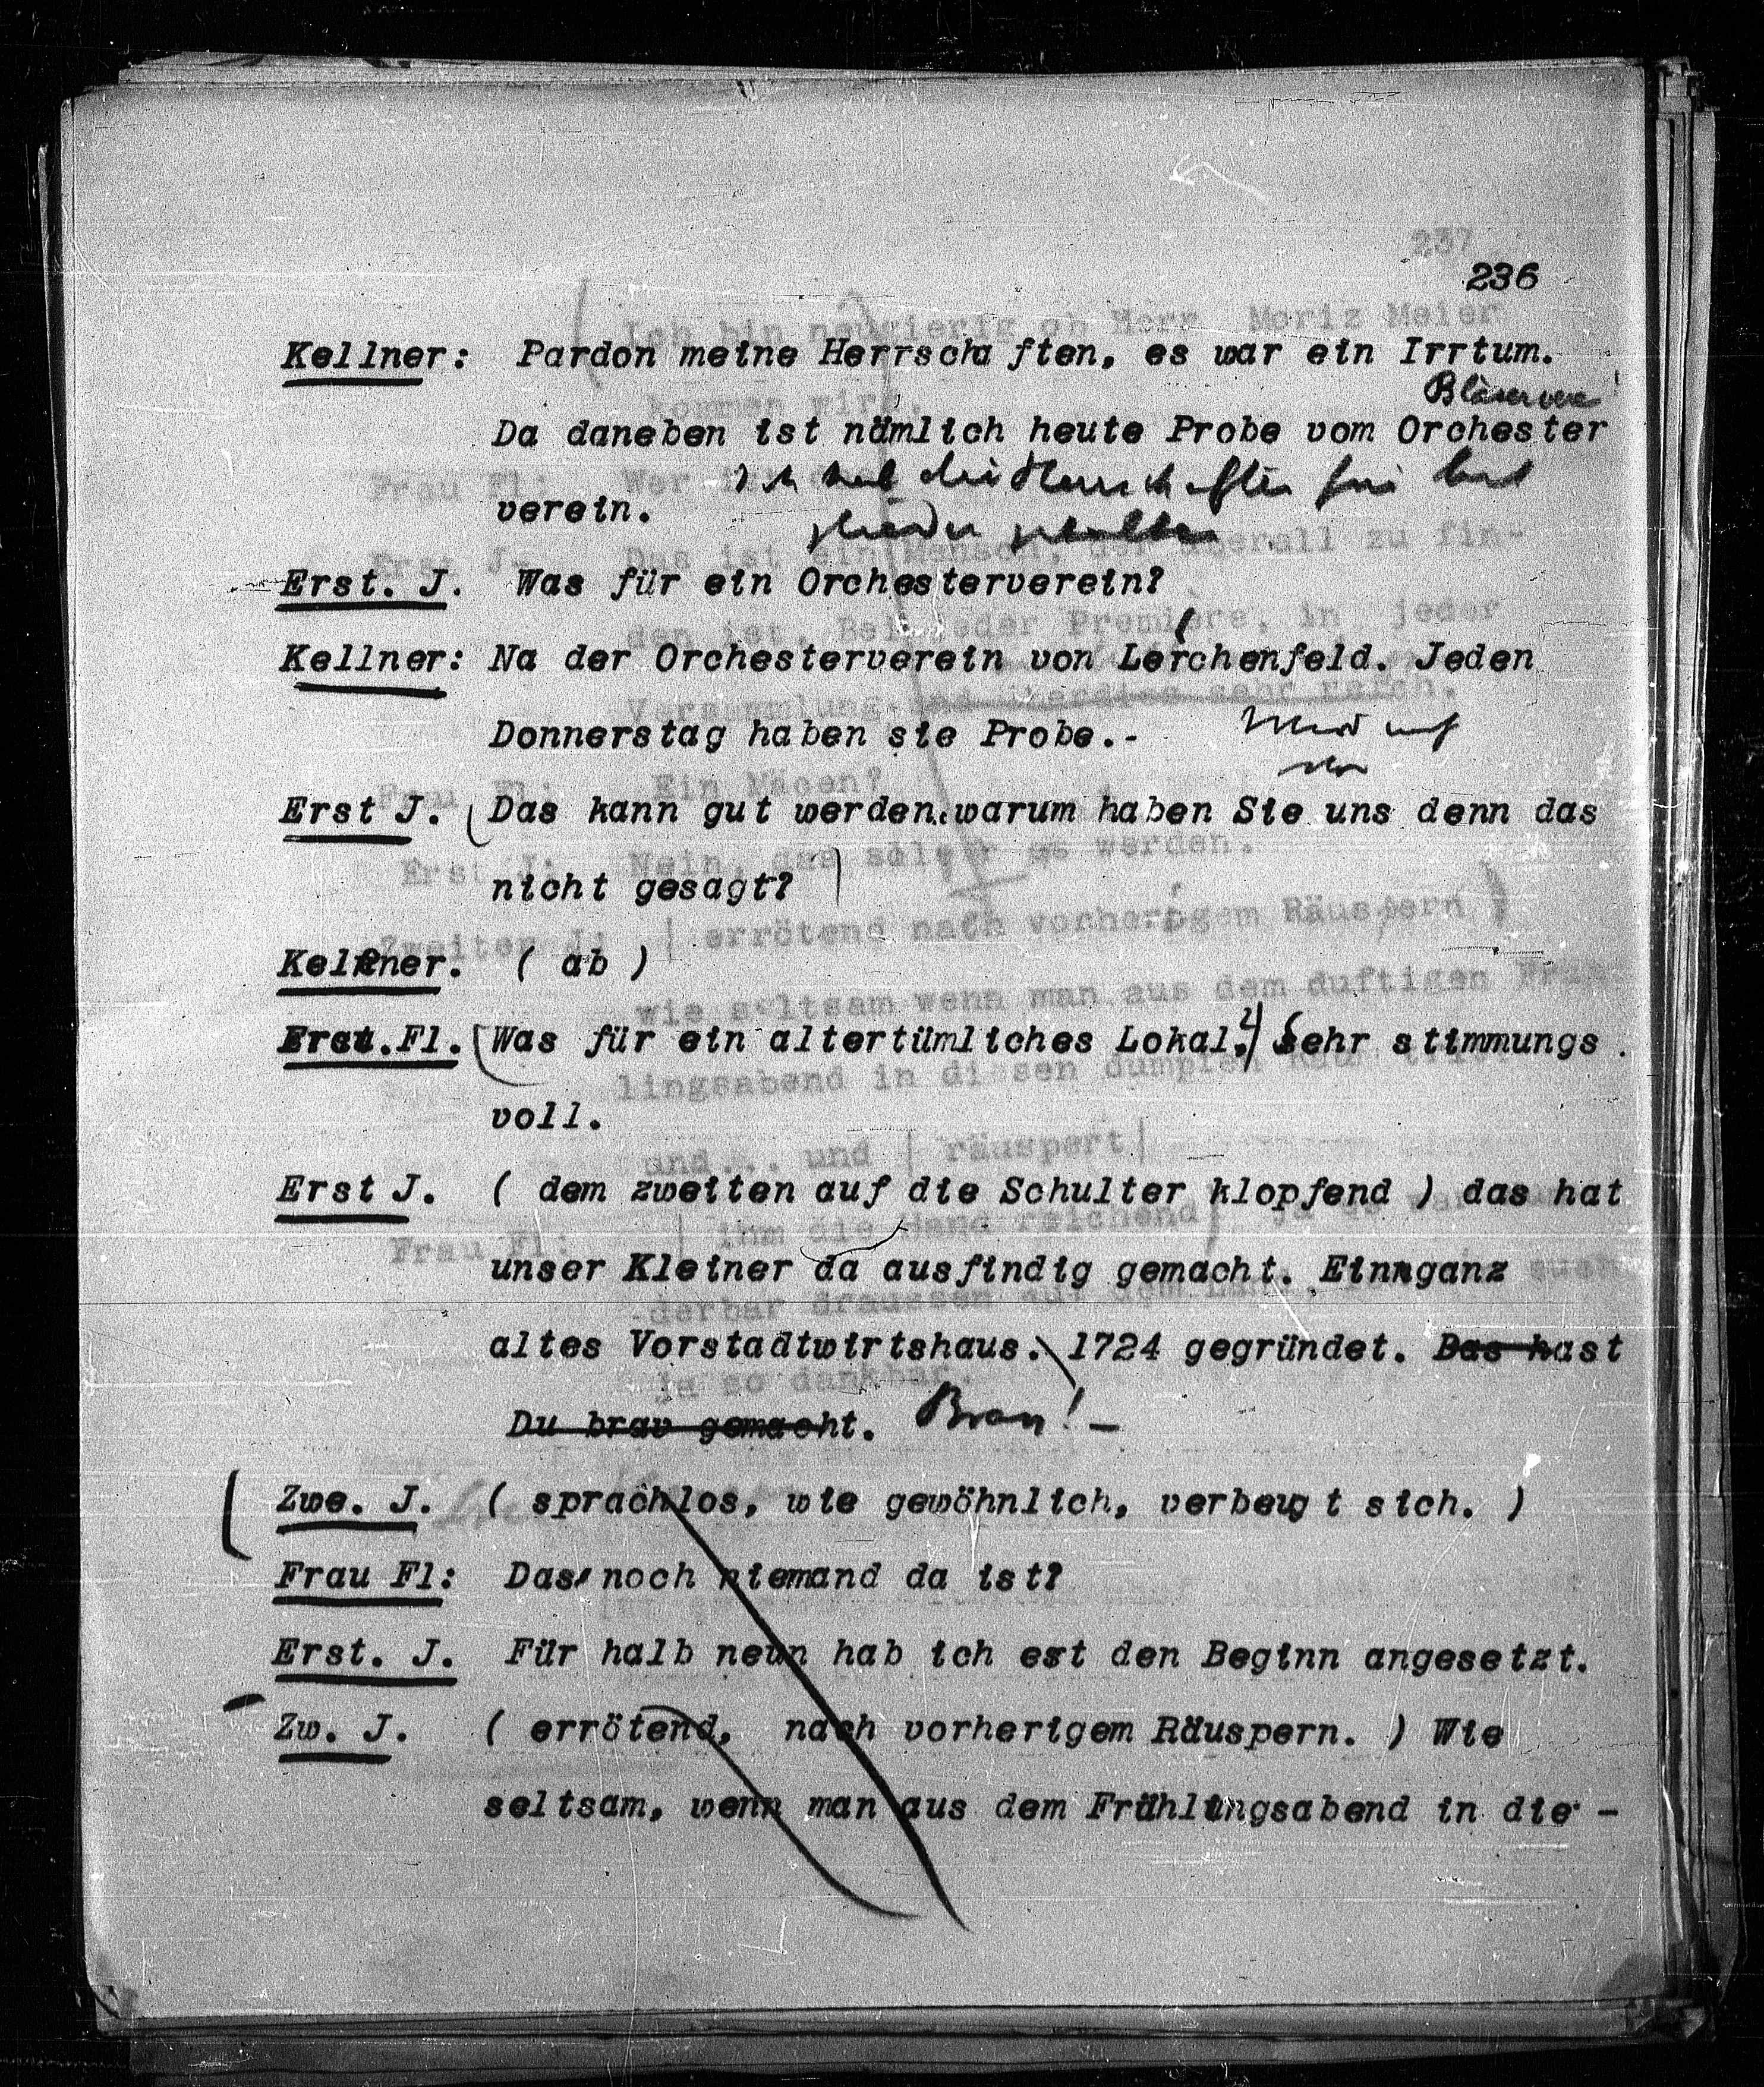 237
236
Kellner: Pardon meine Herrscha ften, es war ein Irrtum.
Da daneben ist nämlich heute Probe vom Orchester
verein.
Erst. J. Was für ein Orchesterverein?
Kellner: Na der Orchesterverein von Lerchenfeld. Jeden
Donnerstag haben sie Probe.-
Erst J. (Das kann gut werden.warum haben Sie uns denn das
nicht gesagt?)
Kellner. ( ab )
Frau.Fl. (Was für ein altertümliches Lokal.) Sehr stimmungs
voll.
Erst J. ( dem zweiten auf die Schulter klopfend ) das hat
unser Kleiner da ausfindig gemacht. Ein ganz
altes Vorstadtwirtshaus. 1724 gegründet. Das hast
Du brav gemacht. Brav! -
(Zwe. J. ( sprachlos, wie gewöhnlich, verbeugt sich. )
Frau Fl: Das noch niemand da ist?
Erst. J. Für halb neun hab ich est den Beginn angesetzt.
Zw. J. ( errötend, nach vorherigem Räuspern. ) Wie
seltsam, wenn man aus dem Frühlingsabend in die -